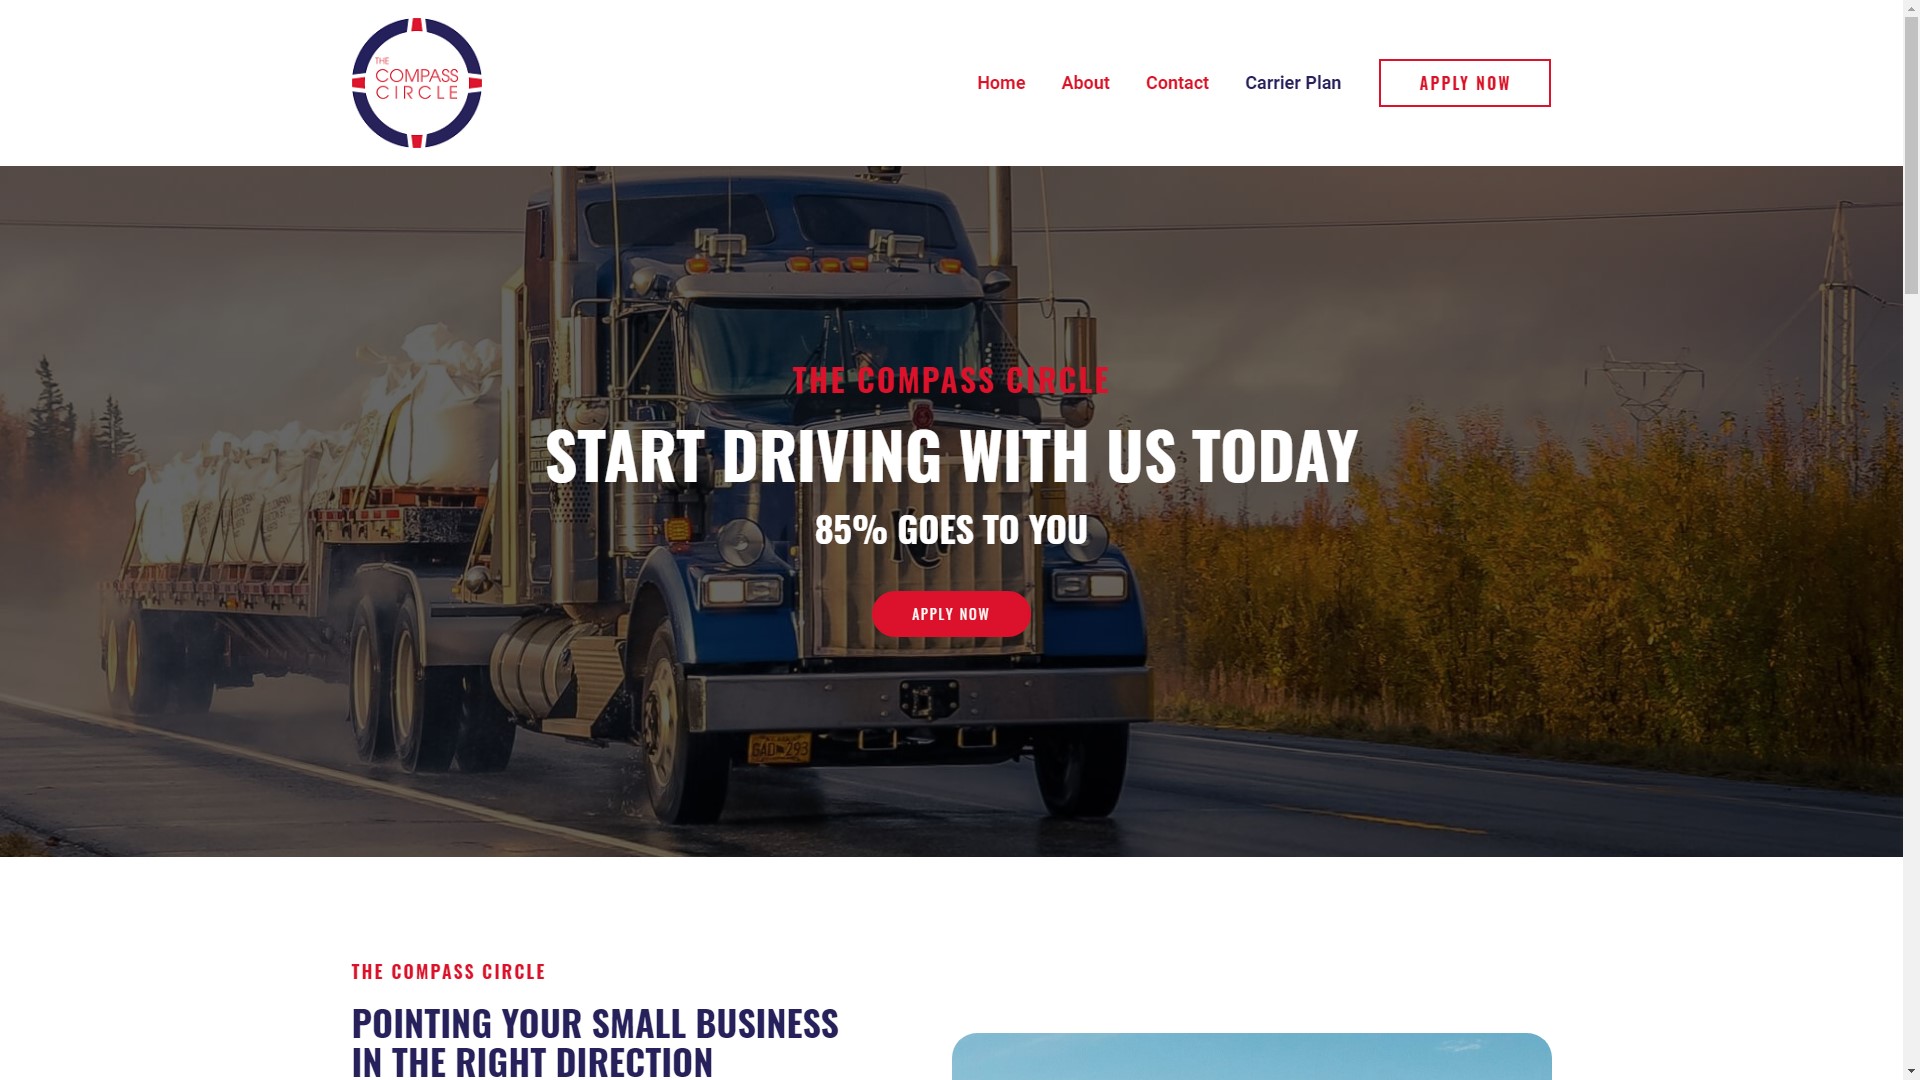 THE
COMPASS
CIRCLE
Home
About
Contact
Carrier Plan
APPLY NOW
THE COMPASS CIRCLE
START DRIVING WITH US TODAY
85% GOES TO YOU
APPLY NOW
THE COMPASS CIRCLE
POINTING YOUR SMALL BUSINESS
IN THE RIGHT DIRECTION